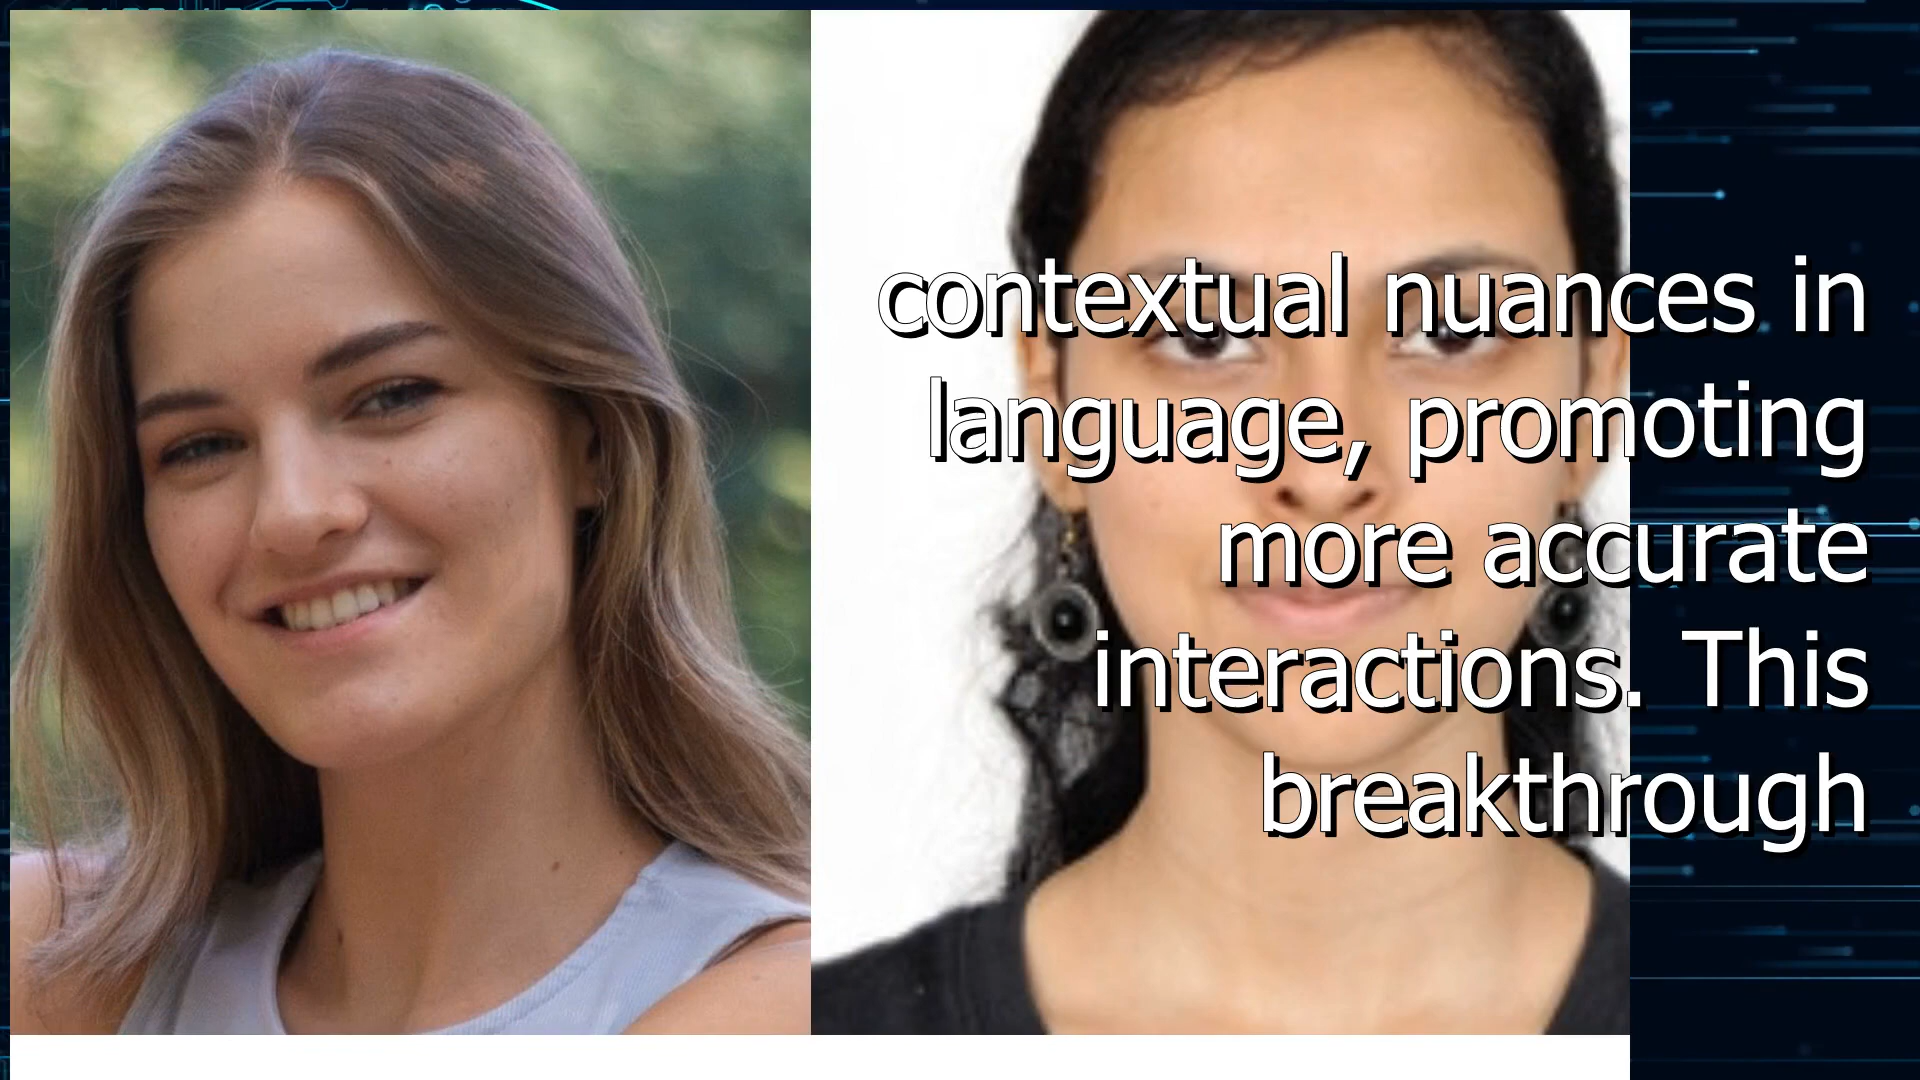 contextual nuances in
language, promoting
more accurate
interactions. This
breakthrough